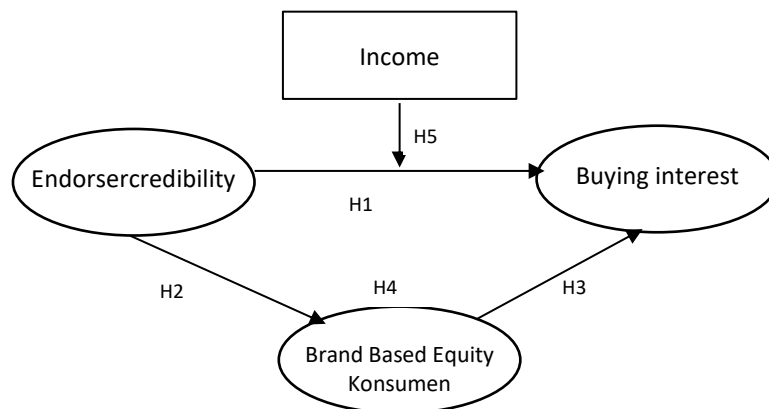 Income
H5
Endorsercredibility
Buying interest
H1
H2
H4
H3
Brand Based Equity
Konsumen